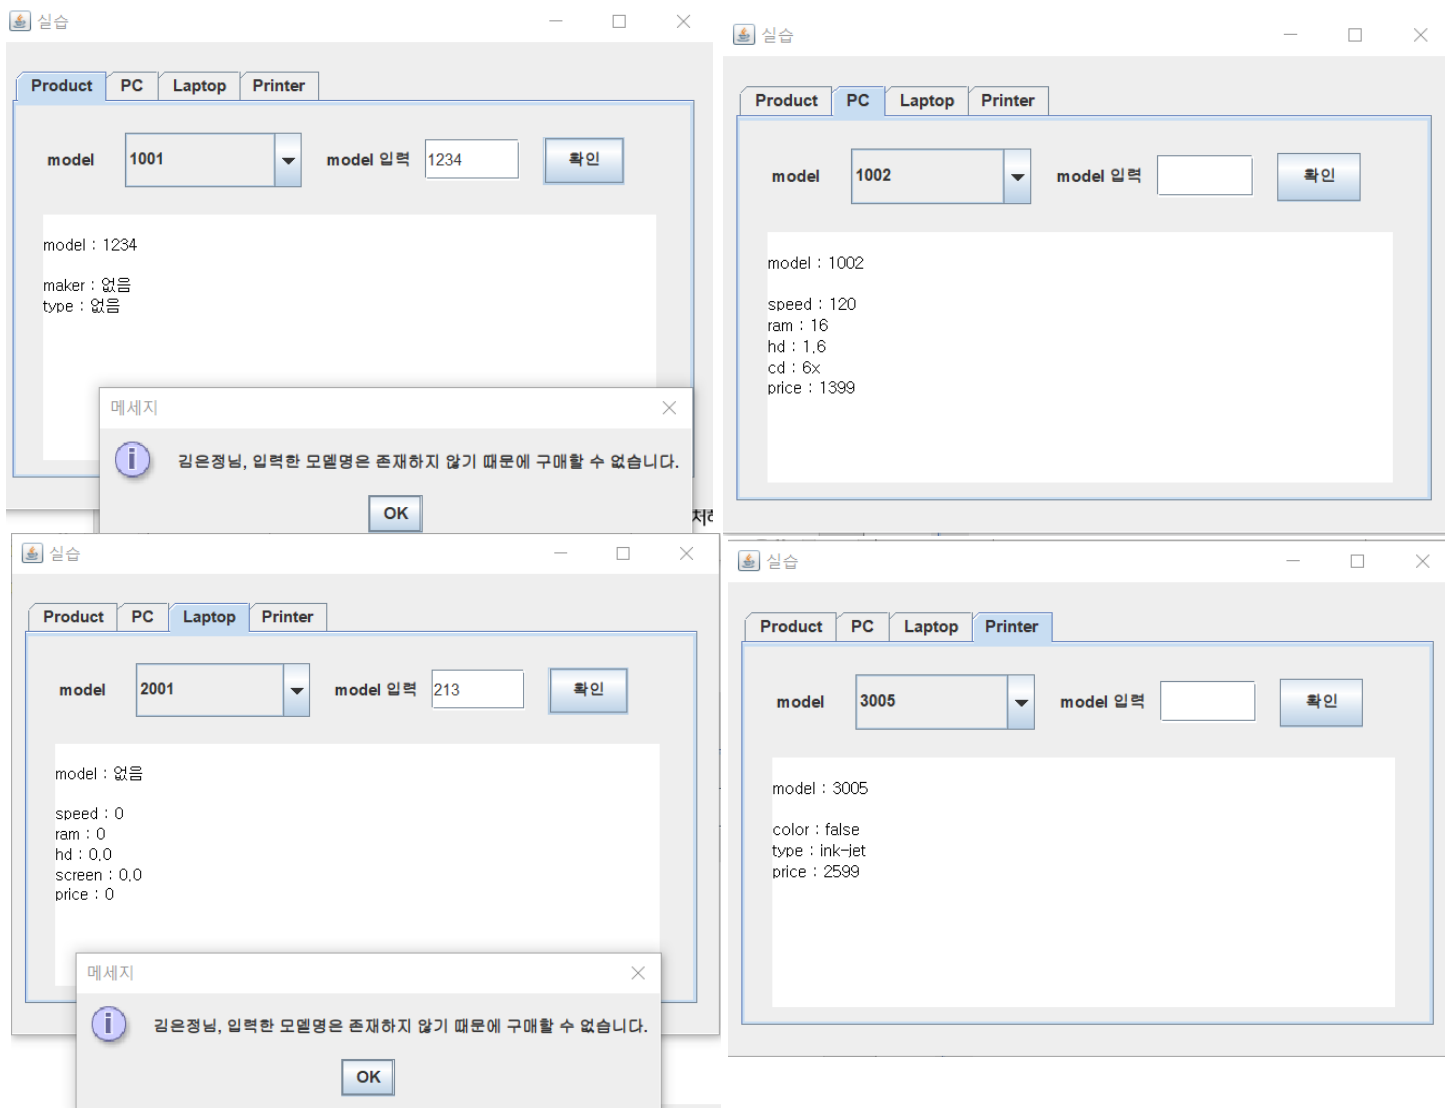 실습
Product PC Laptop Printer
model 1001 model 입력 1234 확인
model : 1234
maker : 없음
type : 없음
메세지
김은정님, 입력한 모델명은 존재하지 않기 때문에 구매할 수 없습니다.
OK
실습
Product PC Laptop Printer
model 1002 model 입력 확인
model : 1002
speed : 120
ram : 16
hd : 1.6
cd : 6x
price : 1399
실습
Product PC Laptop Printer
model 2001 model 입력 213 확인
model : 없음
speed : 0
ram : 0
hd : 0.0
screen : 0.0
price : 0
메세지
김은정님, 입력한 모델명은 존재하지 않기 때문에 구매할 수 없습니다.
OK
실습
Product PC Laptop Printer
model 3005 model 입력 확인
model : 3005
color : false
type : ink-jet
price : 2599